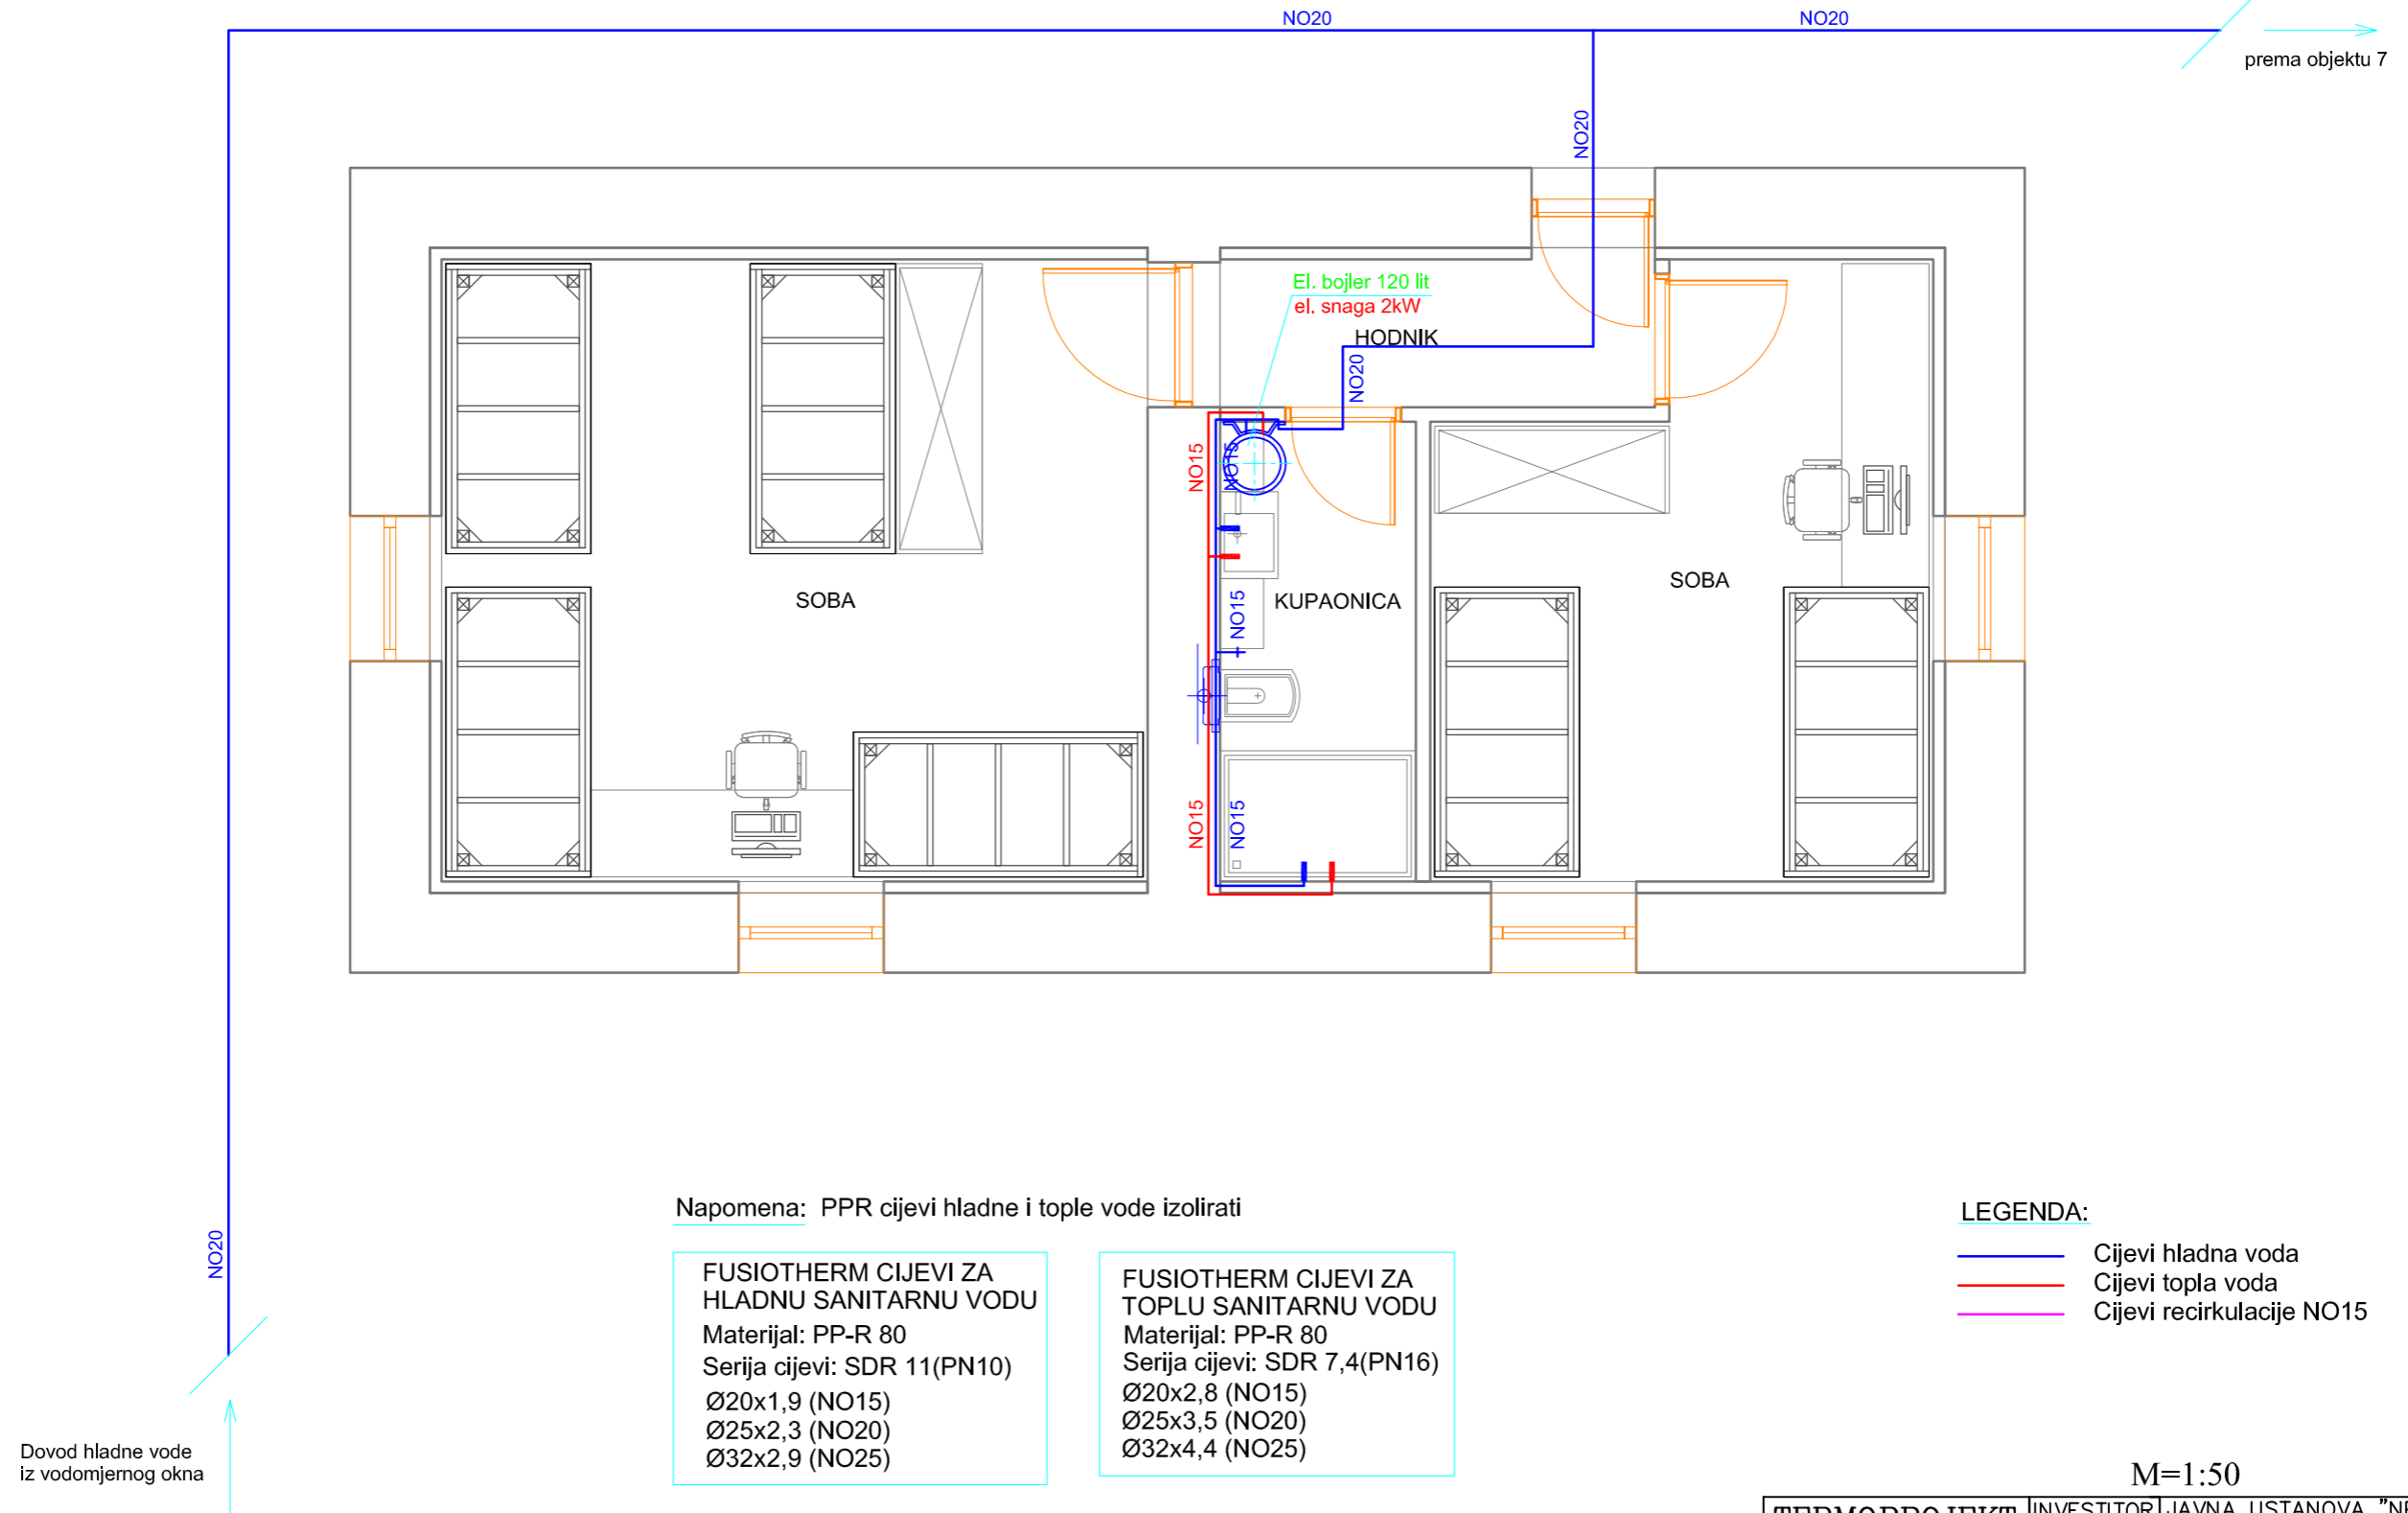 NO20
NO20
prema objektu 7
NO20
El. bojler 120 lit
el. snaga 2kW
HODNIK
NO20
NO15
NO15
SOBA
NO15
KUPAONICA
SOBA
NO15
NO15
NO20
Napomena: PPR cijevi hladne i tople vode izolirati
FUSIOTHERM CIJEVI ZA
HLADNU SANITARNU VODU
Materijal: PP-R 80
Serija cijevi: SDR 11(PN10)
Ø20x1,9 (NO15)
Ø25x2,3 (NO20)
Ø32x2,9 (NO25)
FUSIOTHERM CIJEVI ZA
TOPLU SANITARNU VODU
Materijal: PP-R 80
Serija cijevi: SDR 7,4(PN16)
Ø20x2,8 (NO15)
Ø25x3,5 (NO20)
Ø32x4,4 (NO25)
LEGENDA:
Cijevi hladna voda
Cijevi topla voda
Cijevi recirkulacije NO15
Dovod hladne vode
iz vodomjernog okna
M=1:50
TERMOPROJEKT INVESTITOR JAVNA USTANOVA